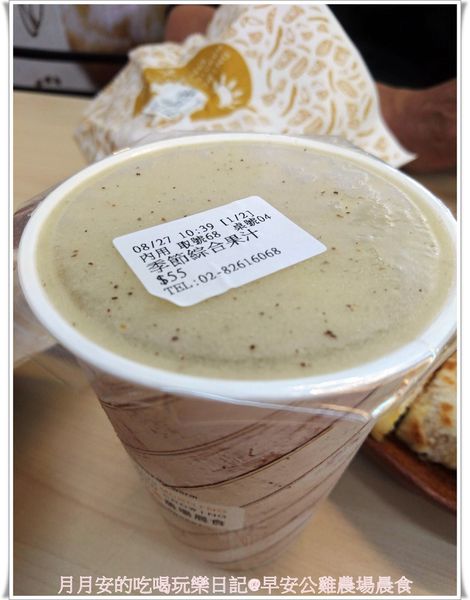 08/27 10:39 [1/2]
內用 取號68 桌號04
季節綜合果汁
$55
TEL:02-82616068
月月安的吃喝玩樂日記@早安公雞農場晨食